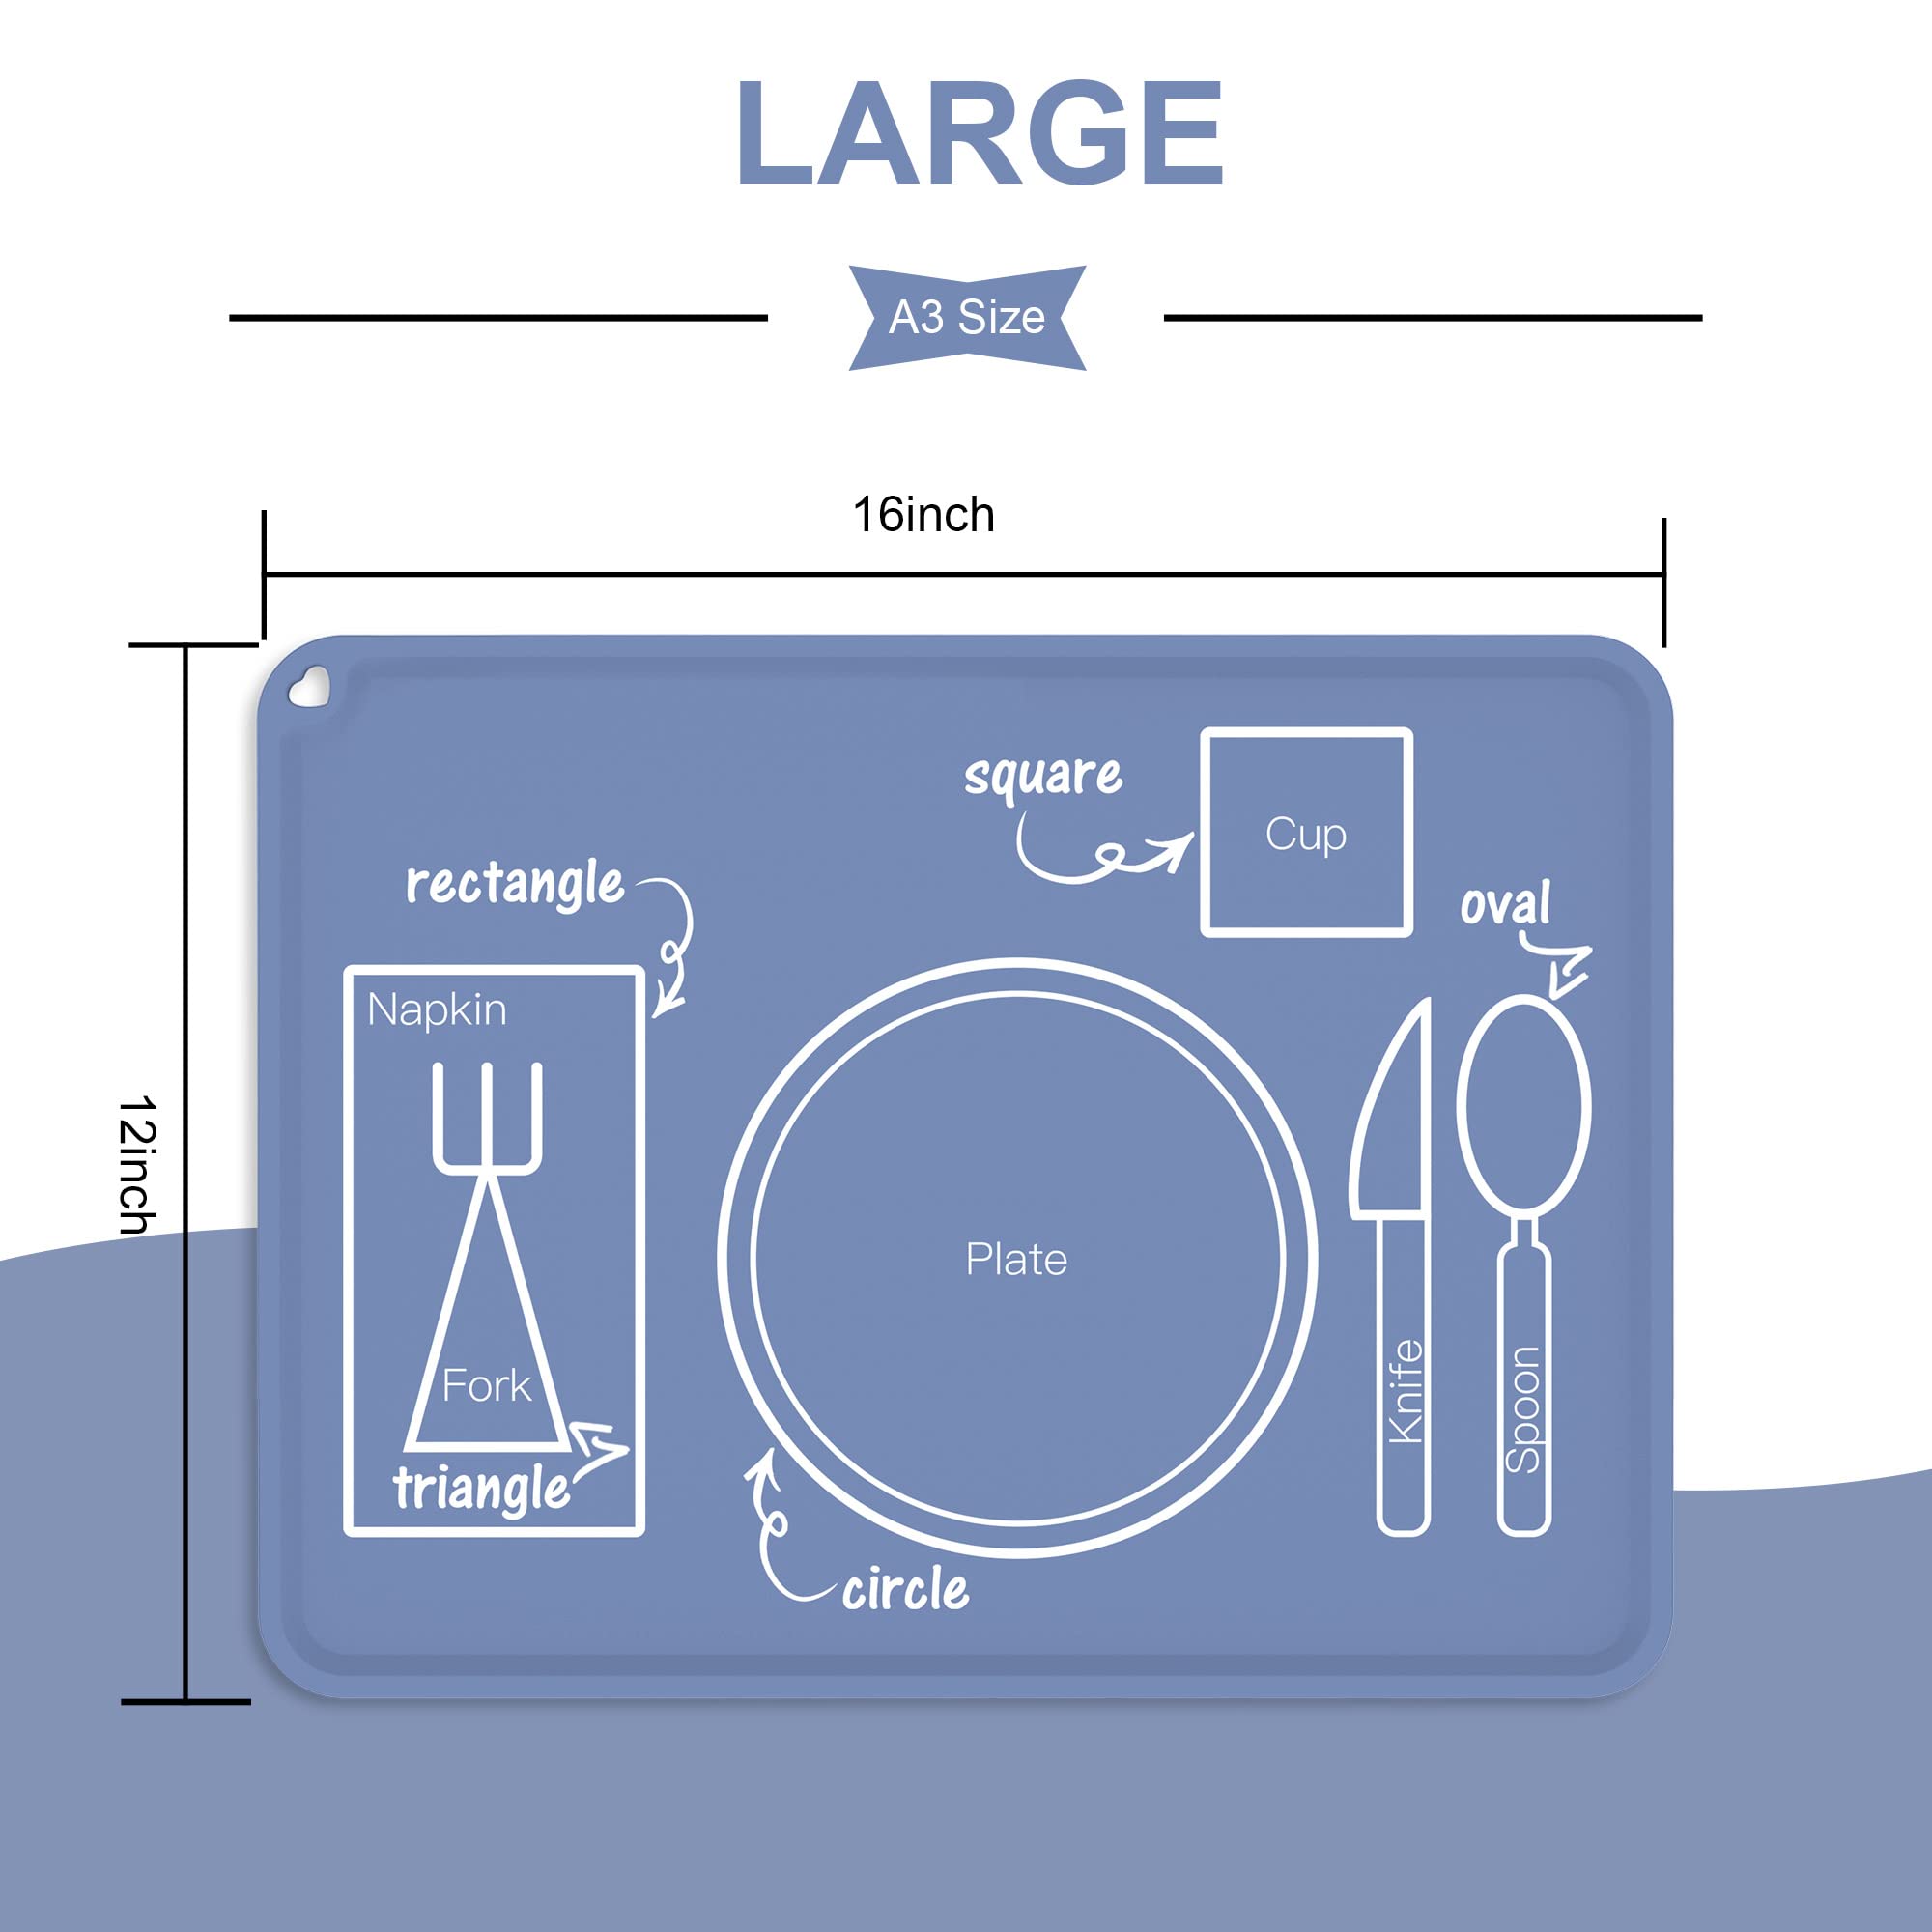 LARGE
A3 Size
16inch
12inch
square
Cup
rectangle
oval
Napkin
Plate
Fork
Knife
Spoon
triangle
circle